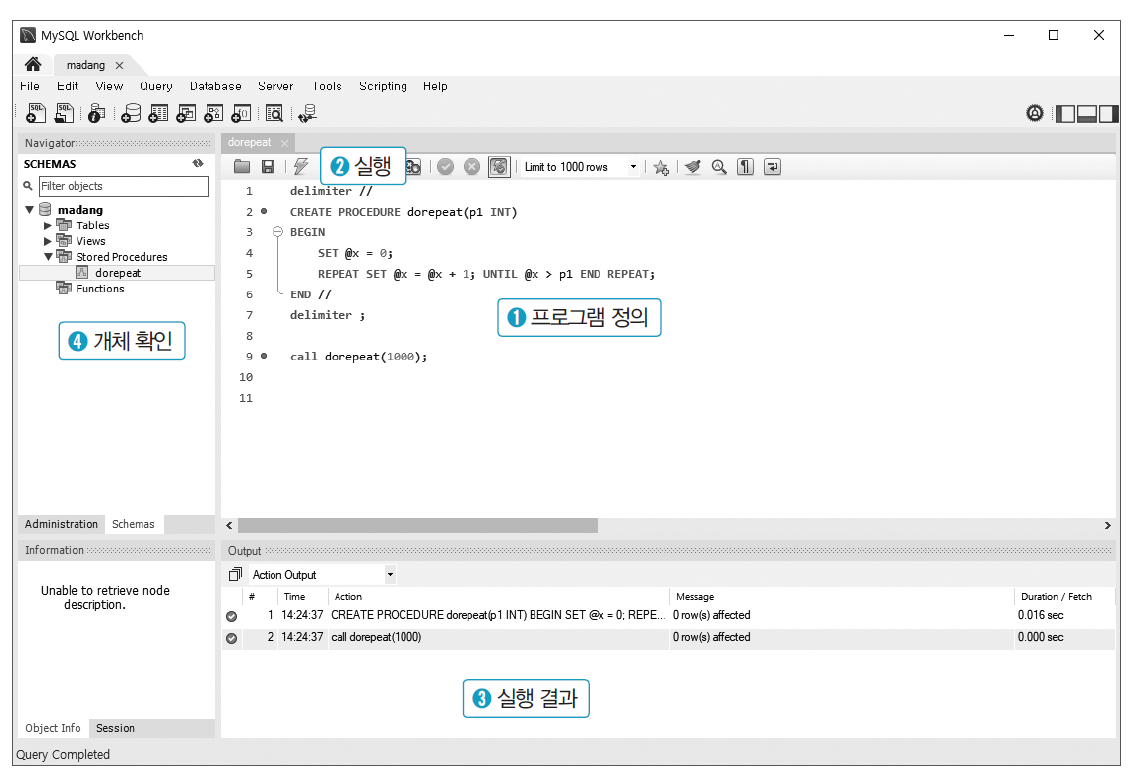 MySQL Workbench
madang
File Edit View Query Database Server Tools Scripting Help
Navigator
SCHEMAS
Filter objects
madang
Tables
Views
Stored Procedures
dorepeat
Functions
❹ 개체 확인
Administration Schemas
Information
Unable to retrieve node
description.
Object Info Session
dorepeat
❷ 실행
Limit to 1000 rows
1 delimiter //
2 CREATE PROCEDURE dorepeat(p1 INT)
3 BEGIN
4 SET @x = 0;
5 REPEAT SET @x = @x + 1; UNTIL @x > p1 END REPEAT;
6 END //
7 delimiter ;
8
9 call dorepeat(1000);
10
11
❶ 프로그램 정의
Output
Action Output
# Time Action Message Duration / Fetch
1 14:24:37 CREATE PROCEDURE dorepeat(p1 INT) BEGIN SET @x = 0; REPE... 0 row(s) affected 0.016 sec
2 14:24:37 call dorepeat(1000) 0 row(s) affected 0.000 sec
❸ 실행 결과
Query Completed